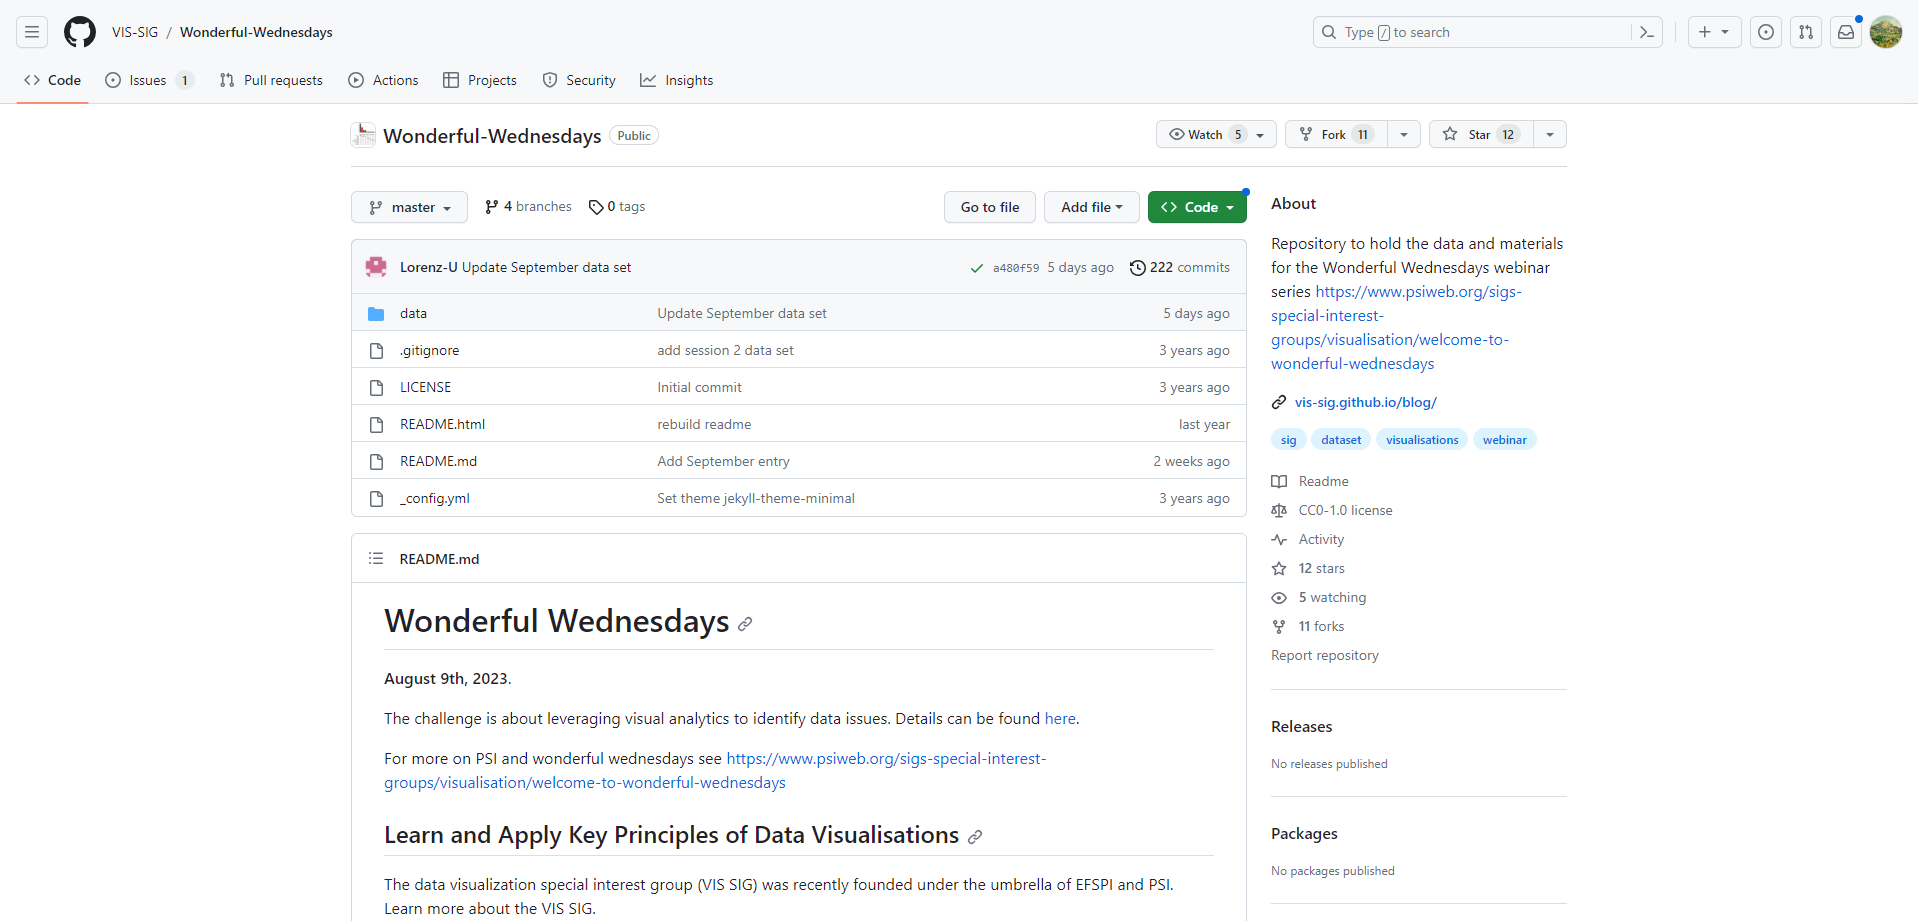 VIS-SIG / Wonderful-Wednesdays
Type / to search
Code
Issues 1
Pull requests
Actions
Projects
Security
Insights
Wonderful-Wednesdays Public
Watch 5
Fork 11
Star 12
master
4 branches
0 tags
Go to file
Add file
Code
Lorenz-U Update September data set
a480f59 5 days ago
222 commits
data Update September data set 5 days ago
.gitignore add session 2 data set 3 years ago
LICENSE Initial commit 3 years ago
README.html rebuild readme last year
README.md Add September entry 2 weeks ago
_config.yml Set theme jekyll-theme-minimal 3 years ago
README.md
Wonderful Wednesdays
August 9th, 2023.
The challenge is about leveraging visual analytics to identify data issues. Details can be found here.
For more on PSI and wonderful wednesdays see https://www.psiweb.org/sigs-special-interest-
groups/visualisation/welcome-to-wonderful-wednesdays
Learn and Apply Key Principles of Data Visualisations
The data visualization special interest group (VIS SIG) was recently founded under the umbrella of EFSPI and PSI.
Learn more about the VIS SIG.
About
Repository to hold the data and materials
for the Wonderful Wednesdays webinar
series https://www.psiweb.org/sigs-
special-interest-
groups/visualisation/welcome-to-
wonderful-wednesdays
vis-sig.github.io/blog/
sig dataset visualisations webinar
Readme
CC0-1.0 license
Activity
12 stars
5 watching
11 forks
Report repository
Releases
No releases published
Packages
No packages published